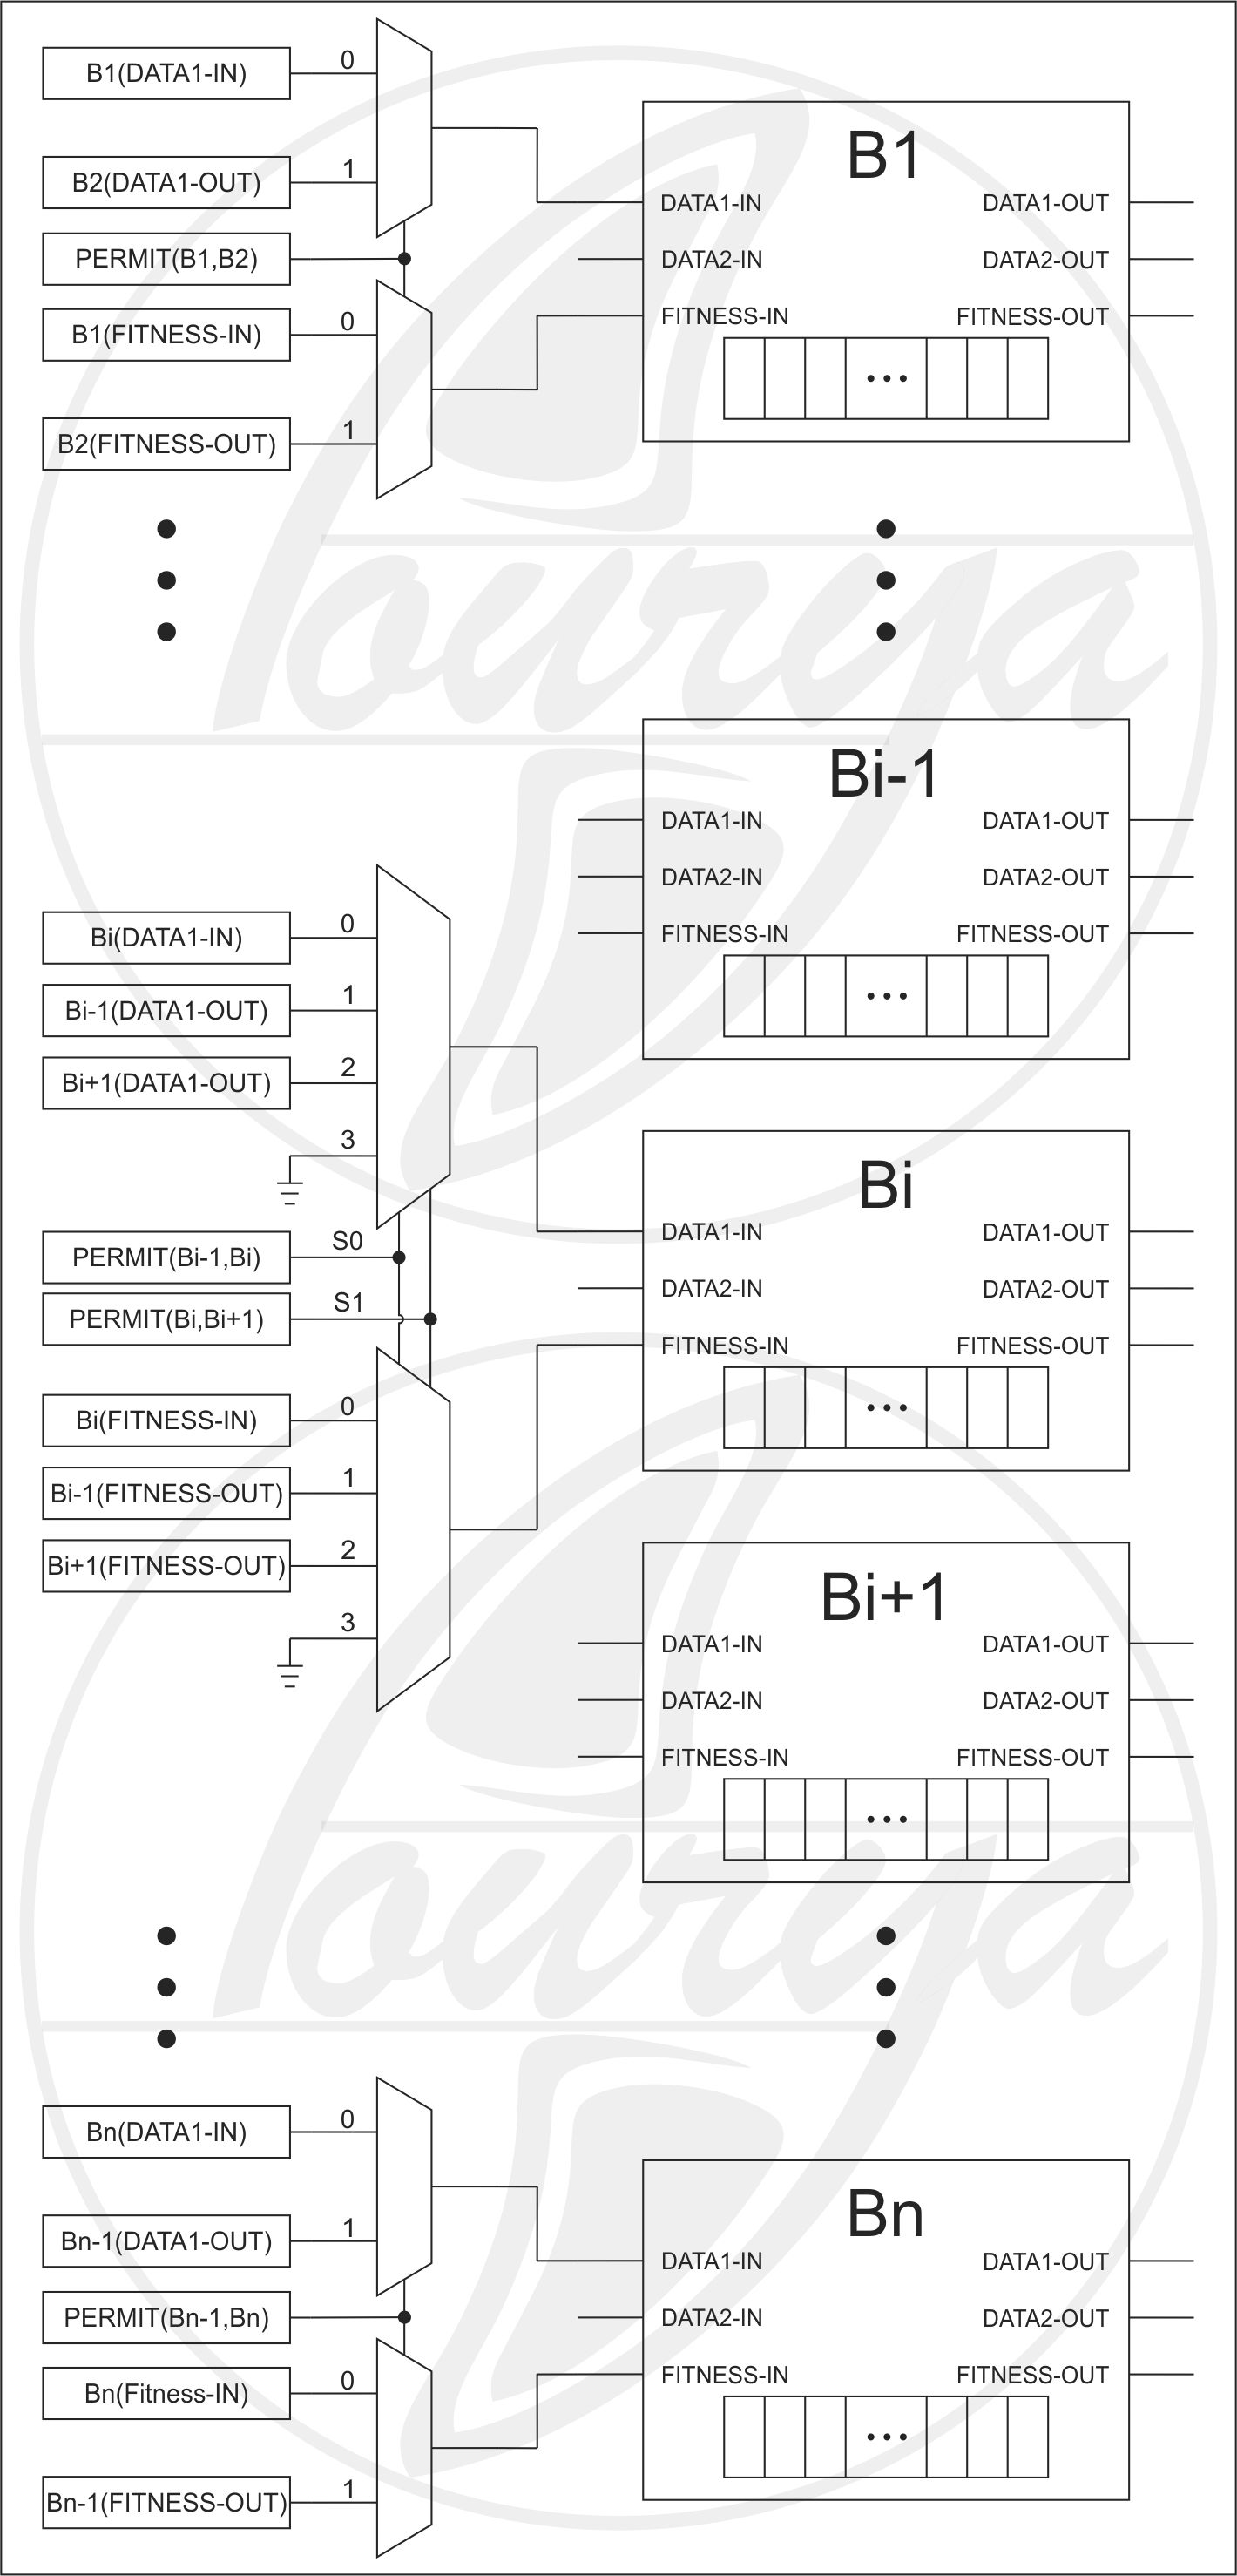 B1(DATA1-IN)
0
B2(DATA1-OUT)
1
PERMIT(B1,B2)
B1(FITNESS-IN)
0
B2(FITNESS-OUT)
1
B1
DATA1-IN
DATA1-OUT
DATA2-IN
DATA2-OUT
FITNESS-IN
FITNESS-OUT
...
Pourya
Bi-1
DATA1-IN
DATA1-OUT
DATA2-IN
DATA2-OUT
FITNESS-IN
FITNESS-OUT
...
Bi(DATA1-IN)
0
Bi-1(DATA1-OUT)
1
Bi+1(DATA1-OUT)
2
3
PERMIT(Bi-1,Bi)
S0
PERMIT(Bi,Bi+1)
S1
Bi(FITNESS-IN)
0
Bi-1(FITNESS-OUT)
1
Bi+1(FITNESS-OUT)
2
3
Bi
DATA1-IN
DATA1-OUT
DATA2-IN
DATA2-OUT
FITNESS-IN
FITNESS-OUT
...
Bi+1
DATA1-IN
DATA1-OUT
DATA2-IN
DATA2-OUT
FITNESS-IN
FITNESS-OUT
...
Pourya
Bn(DATA1-IN)
0
Bn-1(DATA1-OUT)
1
PERMIT(Bn-1,Bn)
Bn(Fitness-IN)
0
Bn-1(FITNESS-OUT)
1
Bn
DATA1-IN
DATA1-OUT
DATA2-IN
DATA2-OUT
FITNESS-IN
FITNESS-OUT
...